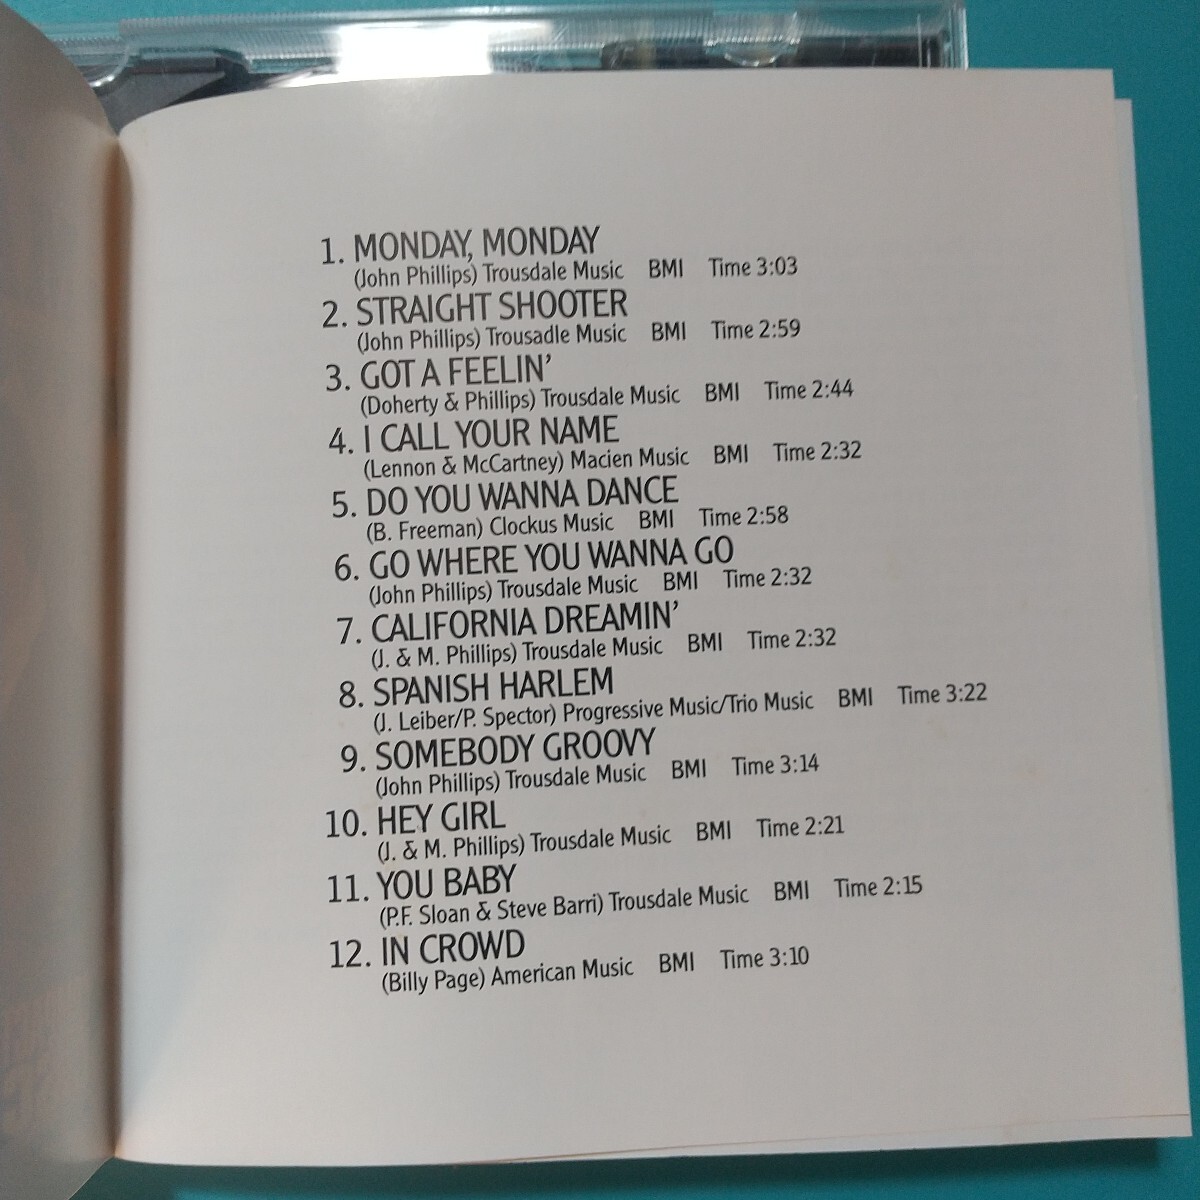 1. MONDAY, MONDAY
(John Phillips) Trousdale Music BMI Time 3:03
2. STRAIGHT SHOOTER
(John Phillips) Trousadle Music BMI Time 2:59
3. GOT A FEELIN’
(Doherty & Phillips) Trousdale Music BMI Time 2:44
4. I CALL YOUR NAME
(Lennon & McCartney) Macien Music BMI Time 2:32
5. DO YOU WANNA DANCE
(B. Freeman) Clockus Music BMI Time 2:58
6. GO WHERE YOU WANNA GO
(John Phillips) Trousdale Music BMI Time 2:32
7. CALIFORNIA DREAMIN’
(J. & M. Phillips) Trousdale Music BMI Time 2:32
8. SPANISH HARLEM
(J. Leiber/P. Spector) Progressive Music/Trio Music BMI Time 3:22
9. SOMEBODY GROOVY
(John Phillips) Trousdale Music BMI Time 3:14
10. HEY GIRL
(J. & M. Phillips) Trousdale Music BMI Time 2:21
11. YOU BABY
(P.F. Sloan & Steve Barri) Trousdale Music BMI Time 2:15
12. IN CROWD
(Billy Page) American Music BMI Time 3:10